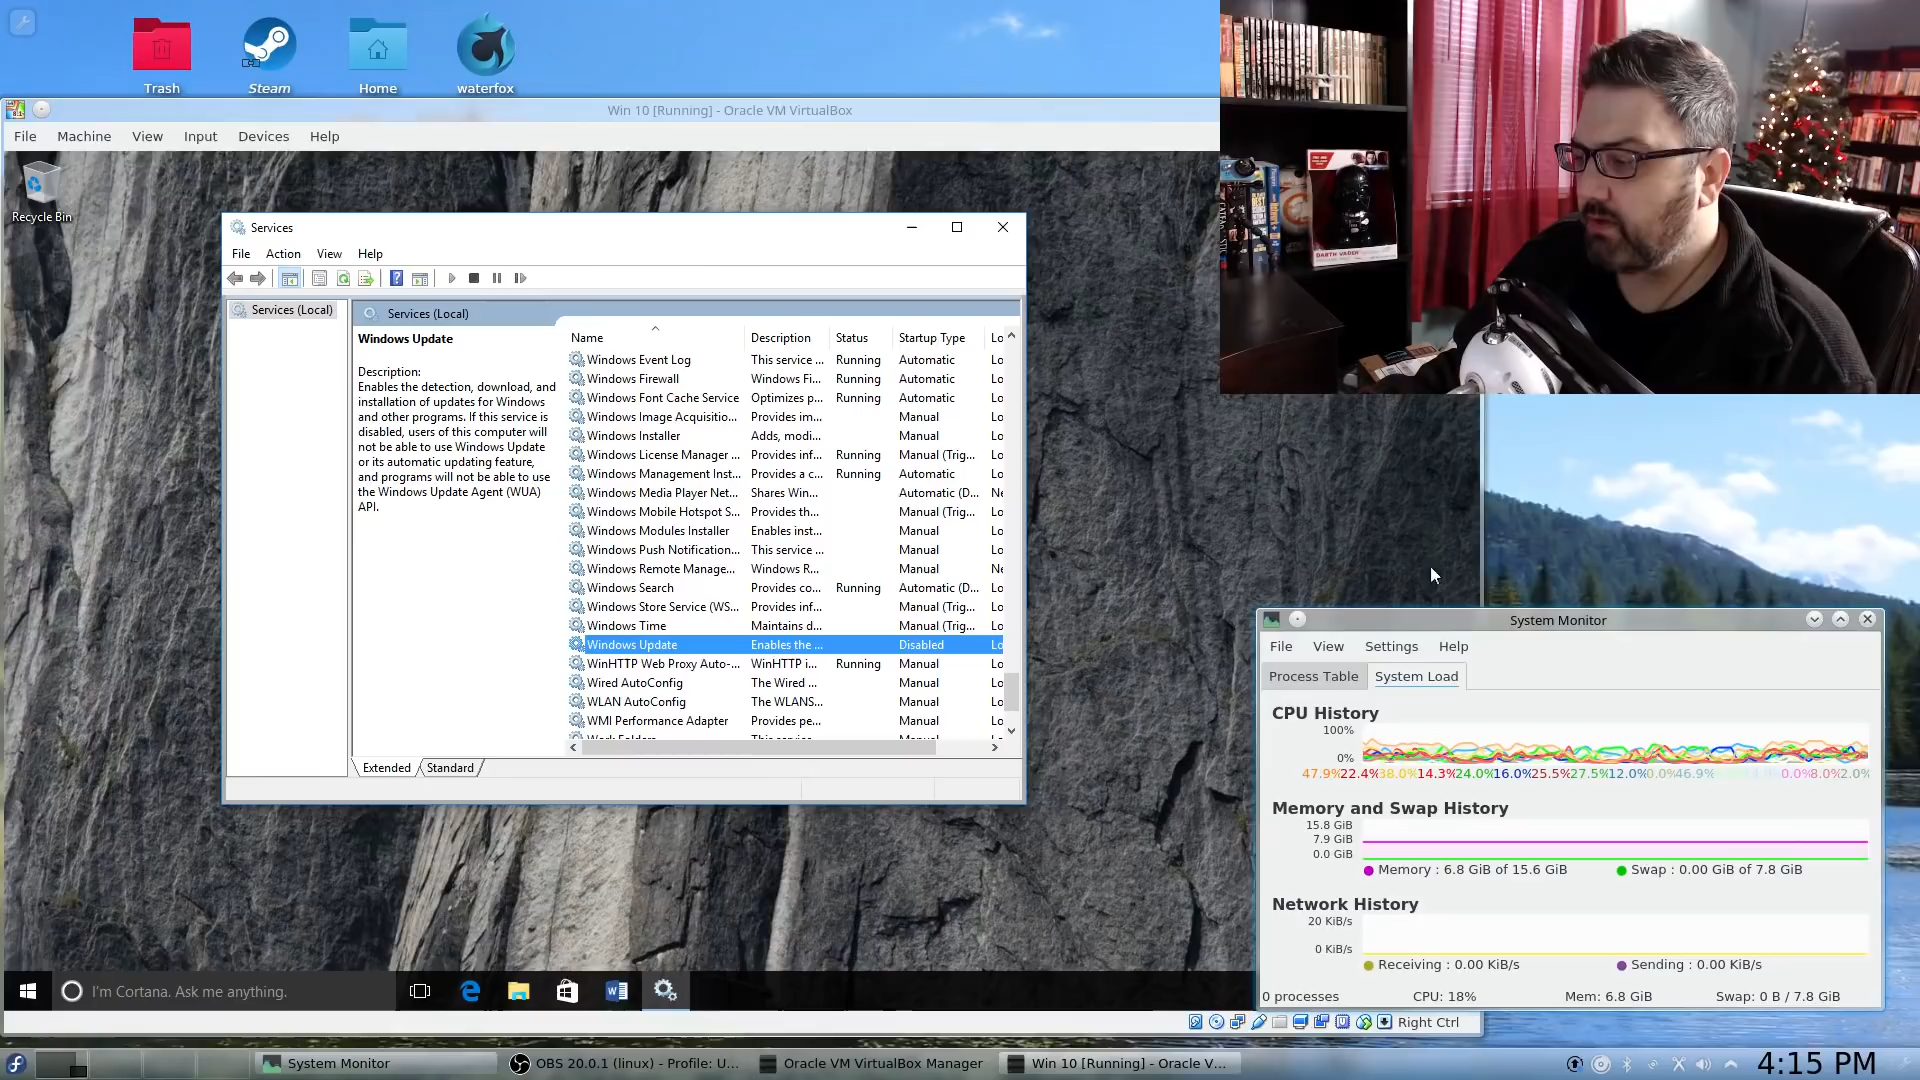 Trash
Steam
Home
waterfox
Win 10 [Running] - Oracle VM VirtualBox
File Machine View Input Devices Help
Recycle Bin
DARTH VADER
Services
File Action View Help
Services (Local)
Services (Local)
Windows Update
Description:
Enables the detection, download, and
installation of updates for Windows
and other programs. If this service is
disabled, users of this computer will
not be able to use Windows Update
or its automatic updating feature,
and programs will not be able to use
the Windows Update Agent (WUA)
API.
Name Description Status Startup Type Lo
Windows Event Log This service ... Running Automatic Lo
Windows Firewall Windows Fi... Running Automatic Lo
Windows Font Cache Service Optimizes p... Running Automatic Lo
Windows Image Acquisitio... Provides im... Manual Lo
Windows Installer Adds, modi... Manual Lo
Windows License Manager ... Provides inf... Running Manual (Trig... Lo
Windows Management Inst... Provides a c... Running Automatic Lo
Windows Media Player Net... Shares Win... Automatic (D... Ne
Windows Mobile Hotspot S... Provides th... Manual (Trig... Lo
Windows Modules Installer Enables inst... Manual Lo
Windows Push Notification... This service ... Manual Lo
Windows Remote Manage... Windows R... Manual Ne
Windows Search Provides co... Running Automatic (D... Lo
Windows Store Service (WS... Provides inf... Manual (Trig... Lo
Windows Time Maintains d... Manual (Trig... Lo
Windows Update Enables the ... Disabled Lo
WinHTTP Web Proxy Auto-... WinHTTP i... Running Manual Lo
Wired AutoConfig The Wired ... Manual Lo
WLAN AutoConfig The WLANS... Manual Lo
WMI Performance Adapter Provides pe... Manual Lo
Extended Standard
System Monitor
File View Settings Help
Process Table System Load
CPU History
100%
0%
47.9% 22.4% 38.0% 14.3% 24.0% 16.0% 25.5% 27.5% 12.0% 0.0% 46.9% 0.0% 8.0% 2.0%
Memory and Swap History
15.8 GiB
7.9 GiB
0.0 GiB
Memory : 6.8 GiB of 15.6 GiB Swap : 0.00 GiB of 7.8 GiB
Network History
20 KiB/s
0 KiB/s
Receiving : 0.00 KiB/s Sending : 0.00 KiB/s
0 processes CPU: 18% Mem: 6.8 GiB Swap: 0 B / 7.8 GiB
I'm Cortana. Ask me anything.
Right Ctrl
System Monitor OBS 20.0.1 (linux) - Profile: U... Oracle VM VirtualBox Manager Win 10 [Running] - Oracle V... 4:15 PM